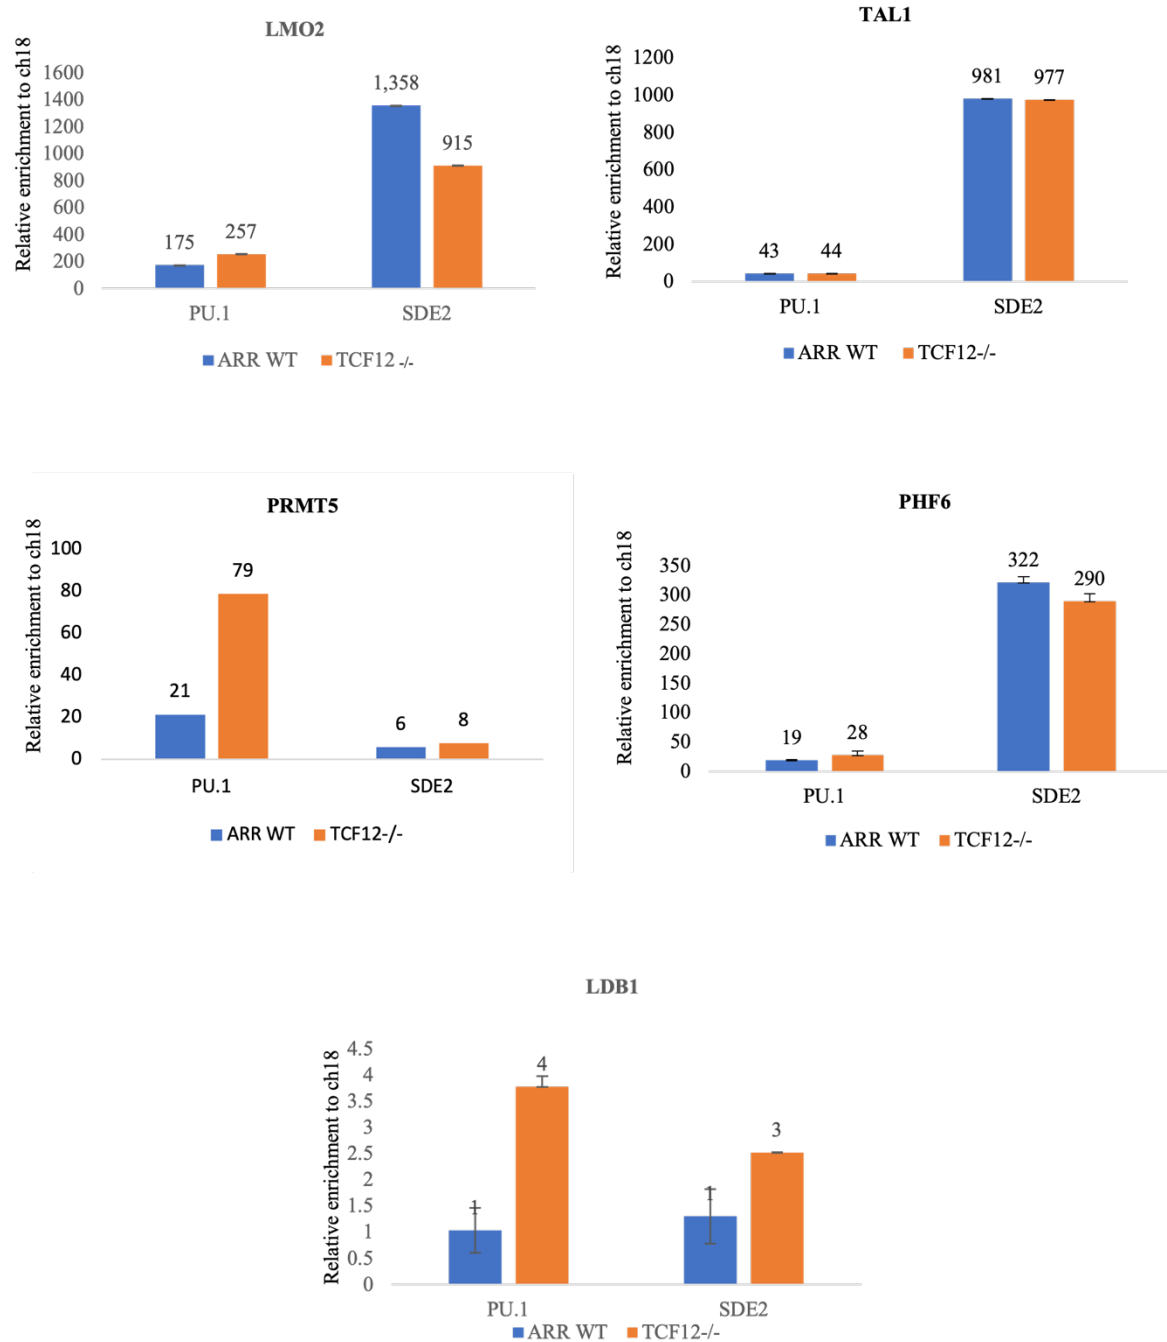 LMO2
Relative enrichment to ch18
1600
1400
1200
1000
800
600
400
200
0
175
257
1,358
915
PU.1
SDE2
ARR WT
TCF12 -/-
TAL1
Relative enrichment to ch18
1200
1000
800
600
400
200
0
43
44
981
977
PU.1
SDE2
ARR WT
TCF12-/-
PRMT5
Relative enrichment to ch18
100
80
60
40
20
0
21
79
6
8
PU.1
SDE2
ARR WT
TCF12-/-
PHF6
Relative enrichment to ch18
350
300
250
200
150
100
50
0
19
28
322
290
PU.1
SDE2
ARR WT
TCF12-/-
LDB1
Relative enrichment to ch18
4.5
4
3.5
3
2.5
2
1.5
1
0.5
0
1
4
1
3
PU.1
SDE2
ARR WT
TCF12-/-